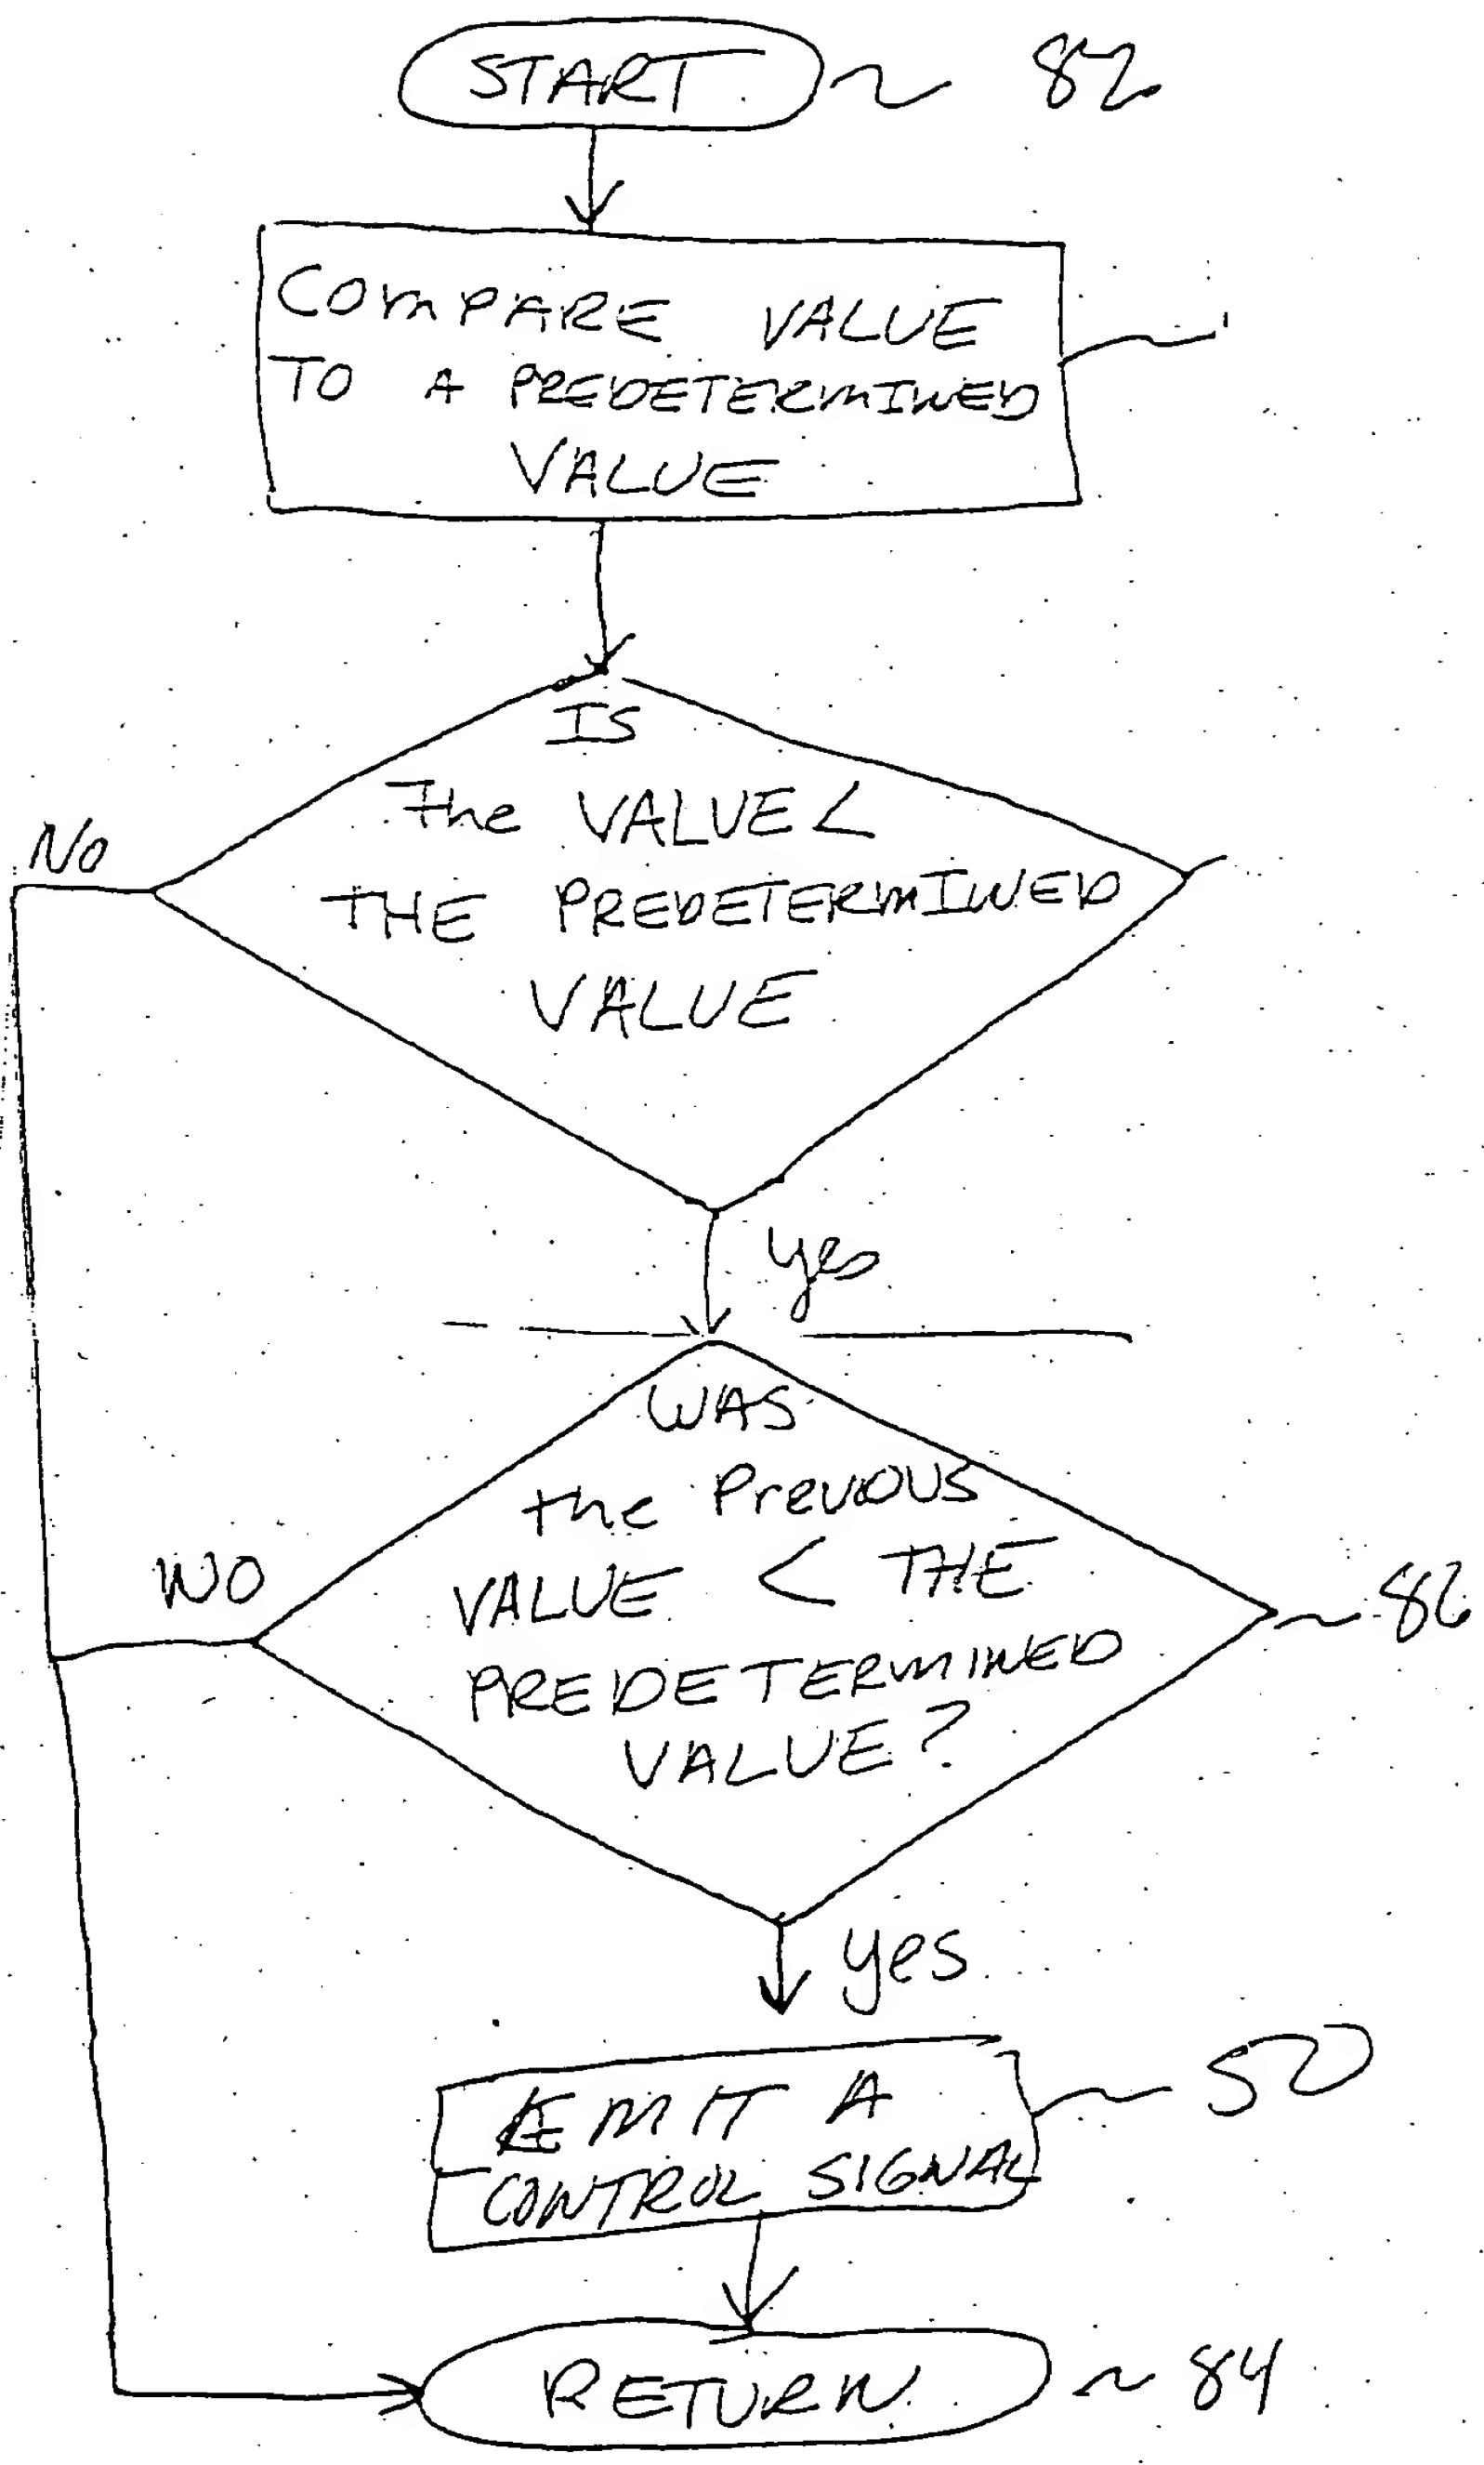 START ~ 82
COMPARE VALUE
TO A PREDETERMINED
VALUE
IS
The VALUE <
THE PREDETERMINED
VALUE
No
yes
WAS
the Previous
VALUE < THE
PREDETERMINED
VALUE?
NO
~ 86
yes
EMIT A
CONTROL SIGNAL
50
RETURN ~ 84